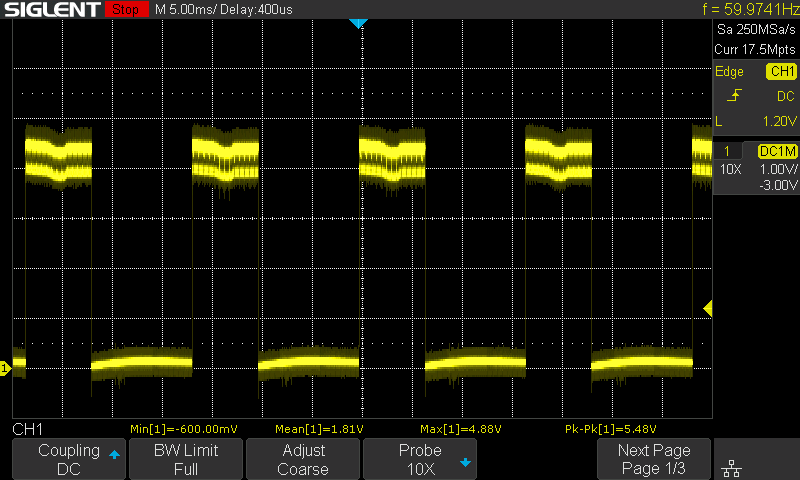 SIGLENT Stop M 5.00ms/ Delay:400us f = 59.9741Hz
Sa 250MSa/s
Curr 17.5Mpts
Edge CH1
DC
L 1.20V
1 DC1M
10X 1.00V/
-3.00V
1
CH1 Min[1]=-600.00mV Mean[1]=1.81V Max[1]=4.88V Pk-Pk[1]=5.48V
Coupling BW Limit Adjust Probe Next Page
DC Full Coarse 10X Page 1/3